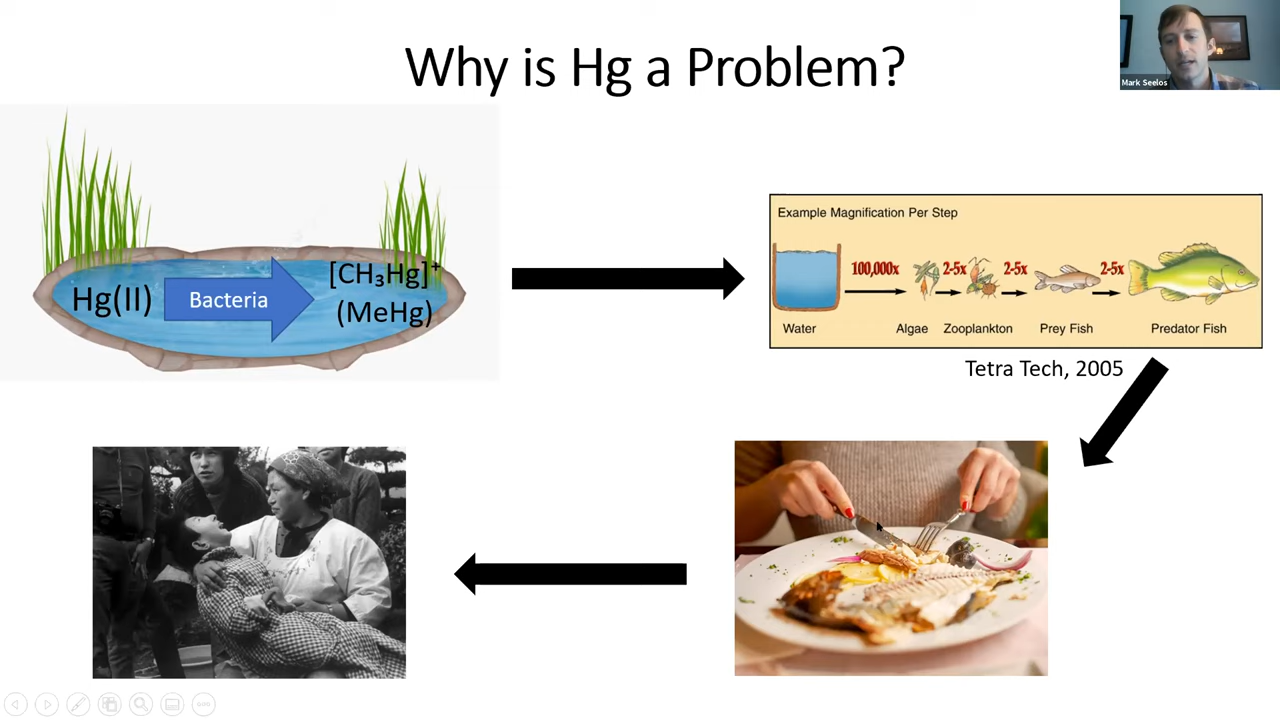 Why is Hg a Problem?
Mark Seelos
Hg(II)
Bacteria
[CH₃Hg]⁺
(MeHg)
Example Magnification Per Step
100,000x
2-5x
2-5x
2-5x
Water
Algae
Zooplankton
Prey Fish
Predator Fish
Tetra Tech, 2005